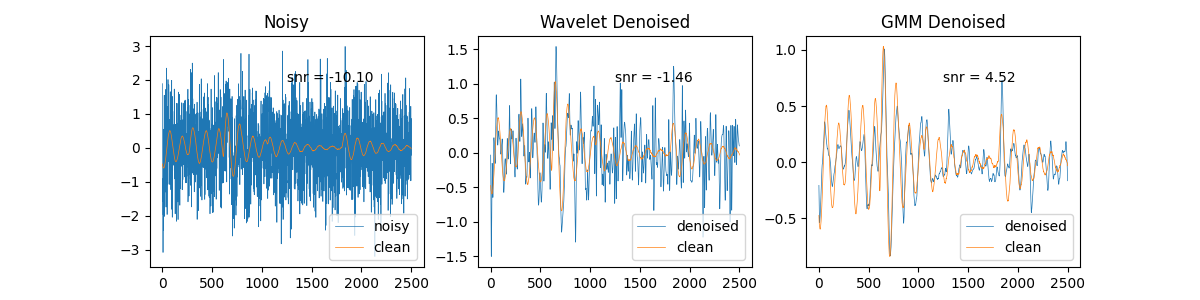 Noisy
snr = -10.10
3
2
1
0
−1
−2
−3
noisy
clean
0 500 1000 1500 2000 2500
Wavelet Denoised
snr = -1.46
1.5
1.0
0.5
0.0
−0.5
−1.0
−1.5
denoised
clean
0 500 1000 1500 2000 2500
GMM Denoised
snr = 4.52
1.0
0.5
0.0
−0.5
denoised
clean
0 500 1000 1500 2000 2500